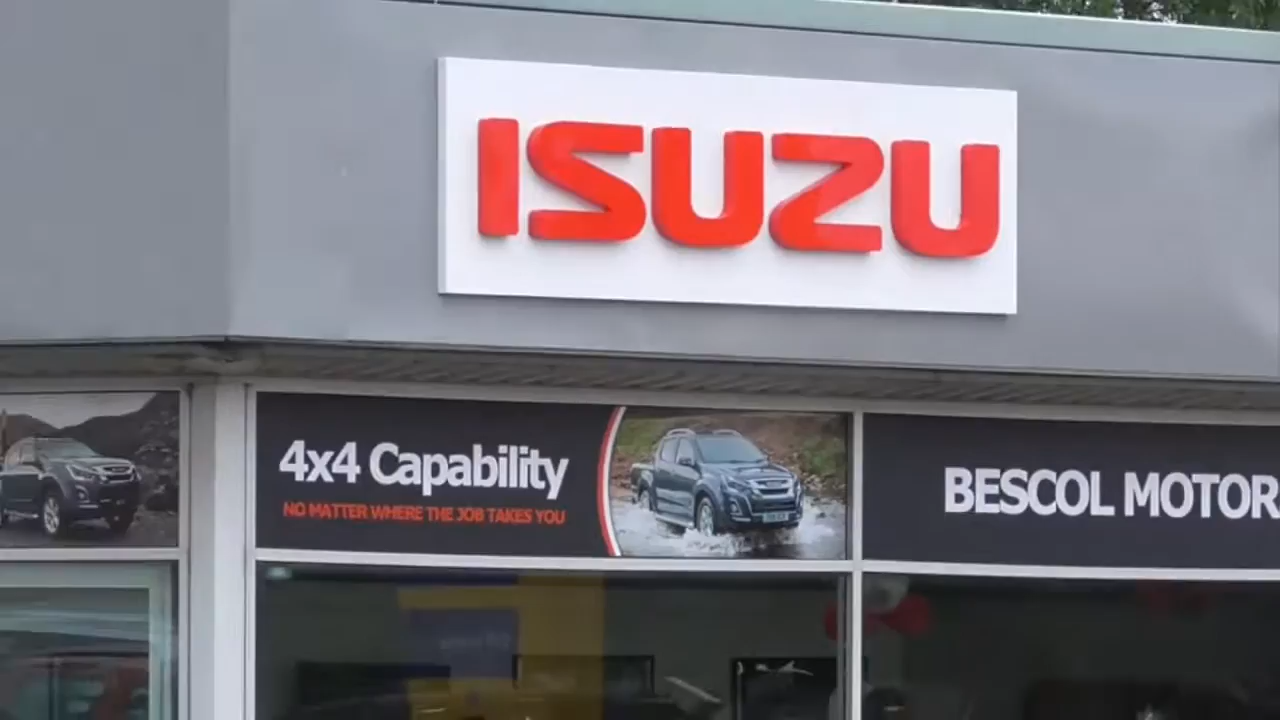 ISUZU
4x4 Capability
NO MATTER WHERE THE JOB TAKES YOU
BESCOL MOTOR